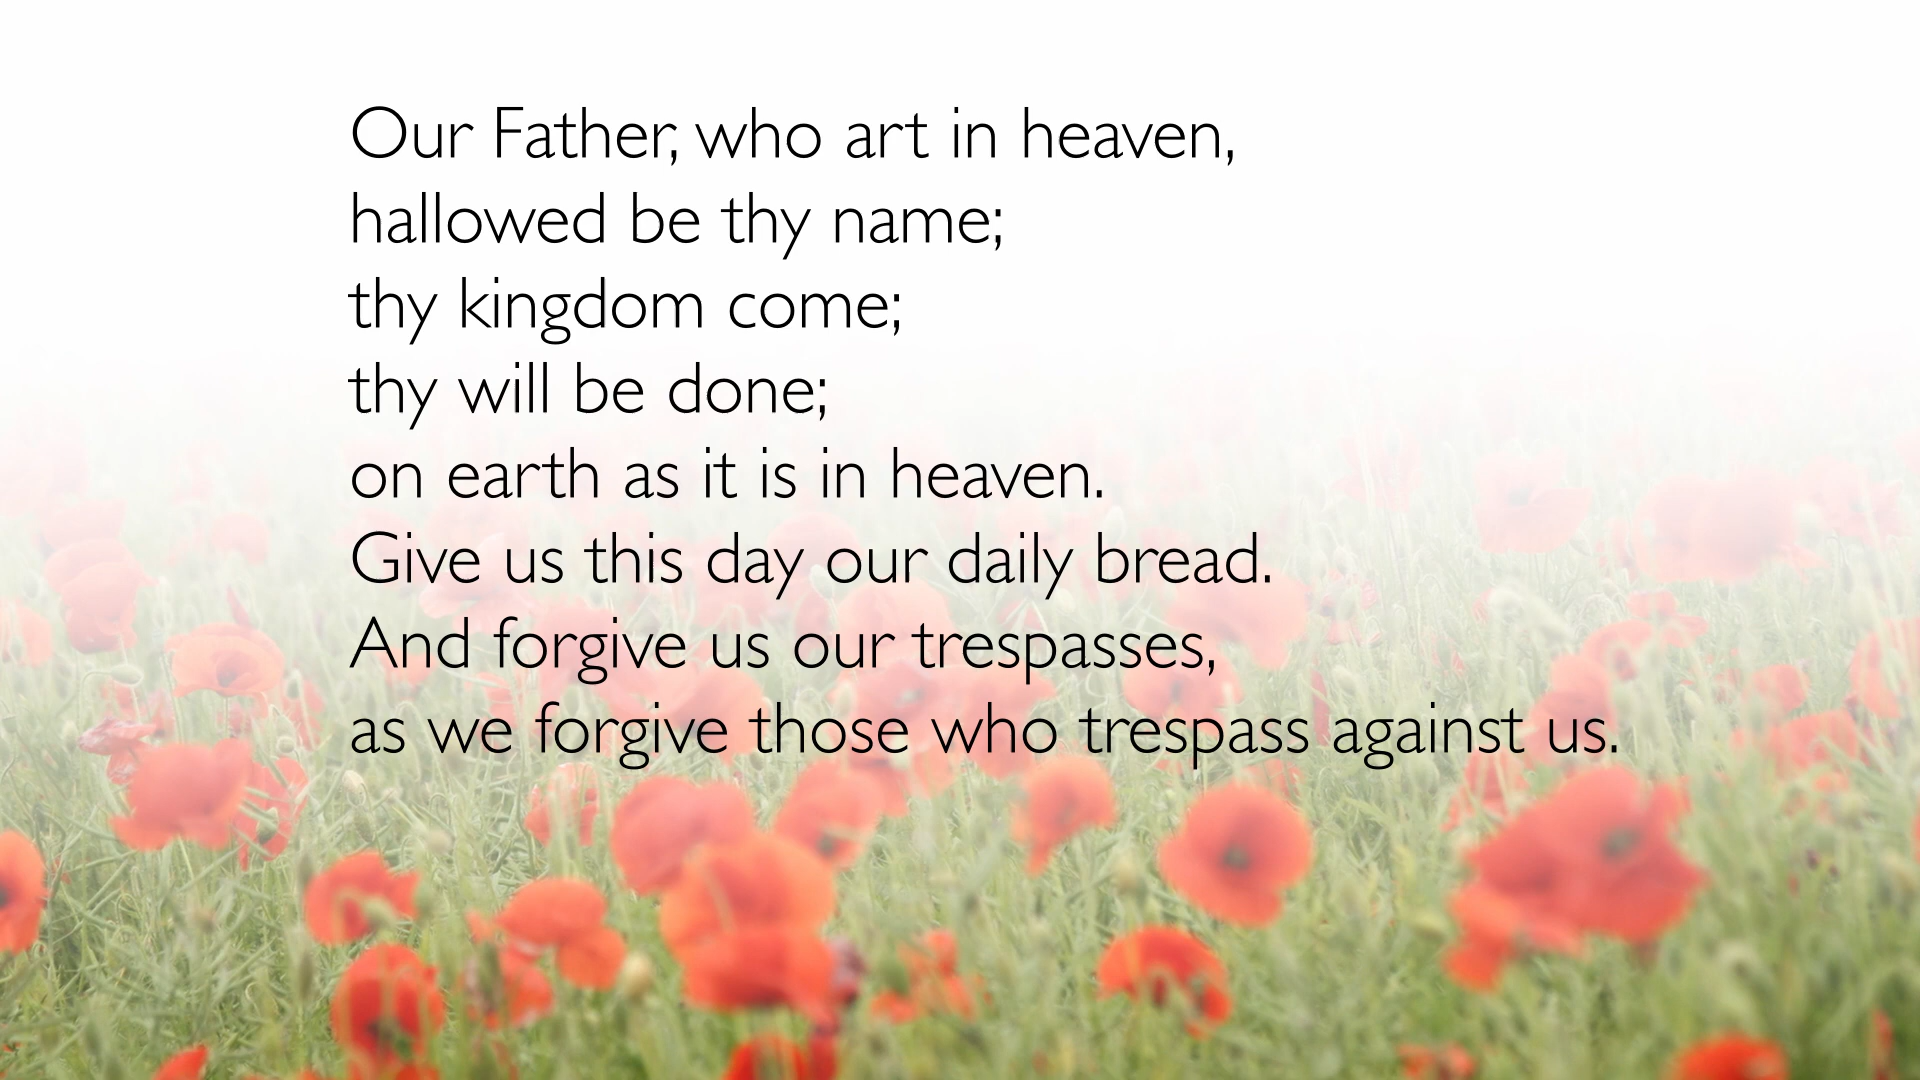 Our Father, who art in heaven,
hallowed be thy name;
thy kingdom come;
thy will be done;
on earth as it is in heaven.
Give us this day our daily bread.
And forgive us our trespasses,
as we forgive those who trespass against us.